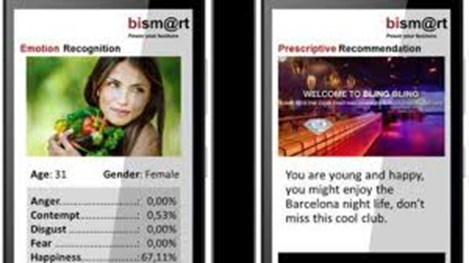 bism@rt
Power your business
Emotion Recognition
Age: 31 Gender: Female
Anger.......................: 0,00%
Contempt................: 0,53%
Disgust ...................: 0,00%
Fear ........................: 0,00%
Happiness................: 67,11%
bism@rt
Power your business
Prescriptive Recommendation
WELCOME TO BLING BLING
You are young and happy,
you might enjoy the
Barcelona night life, don't
miss this cool club.